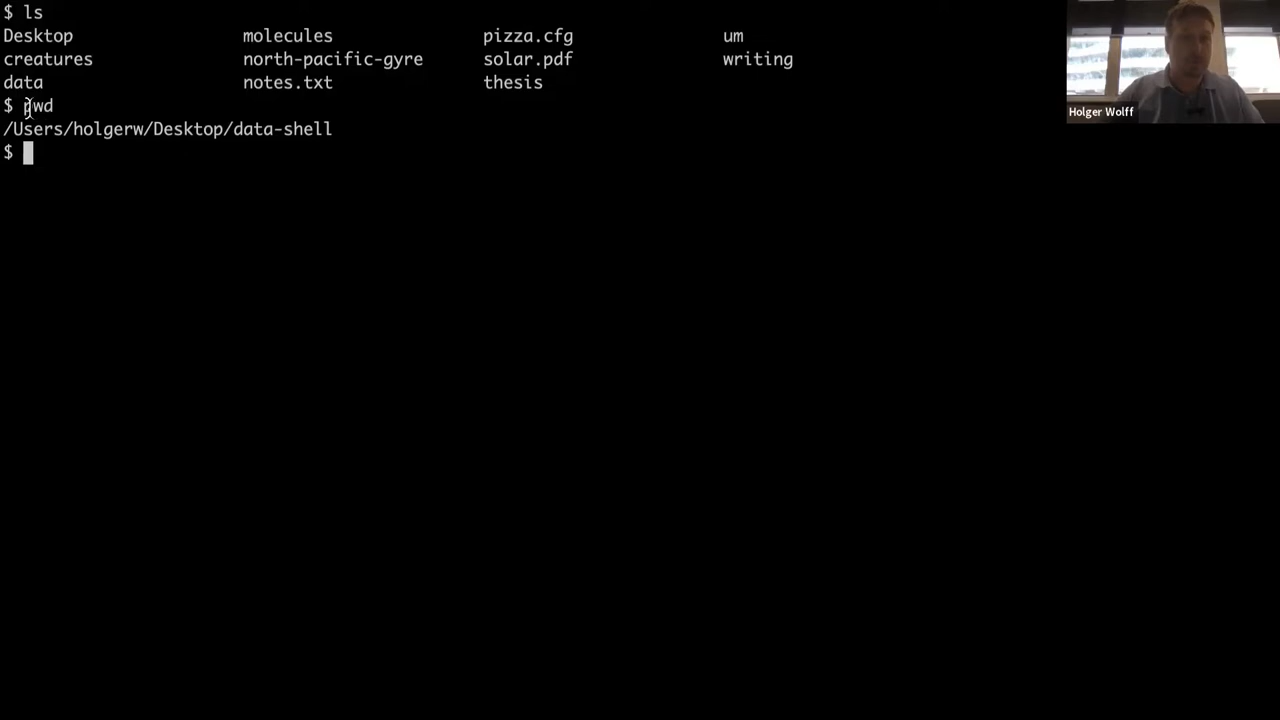 $ ls
Desktop molecules pizza.cfg um
creatures north-pacific-gyre solar.pdf writing
data notes.txt thesis
$ pwd
/Users/holgerw/Desktop/data-shell
$
Holger Wolff